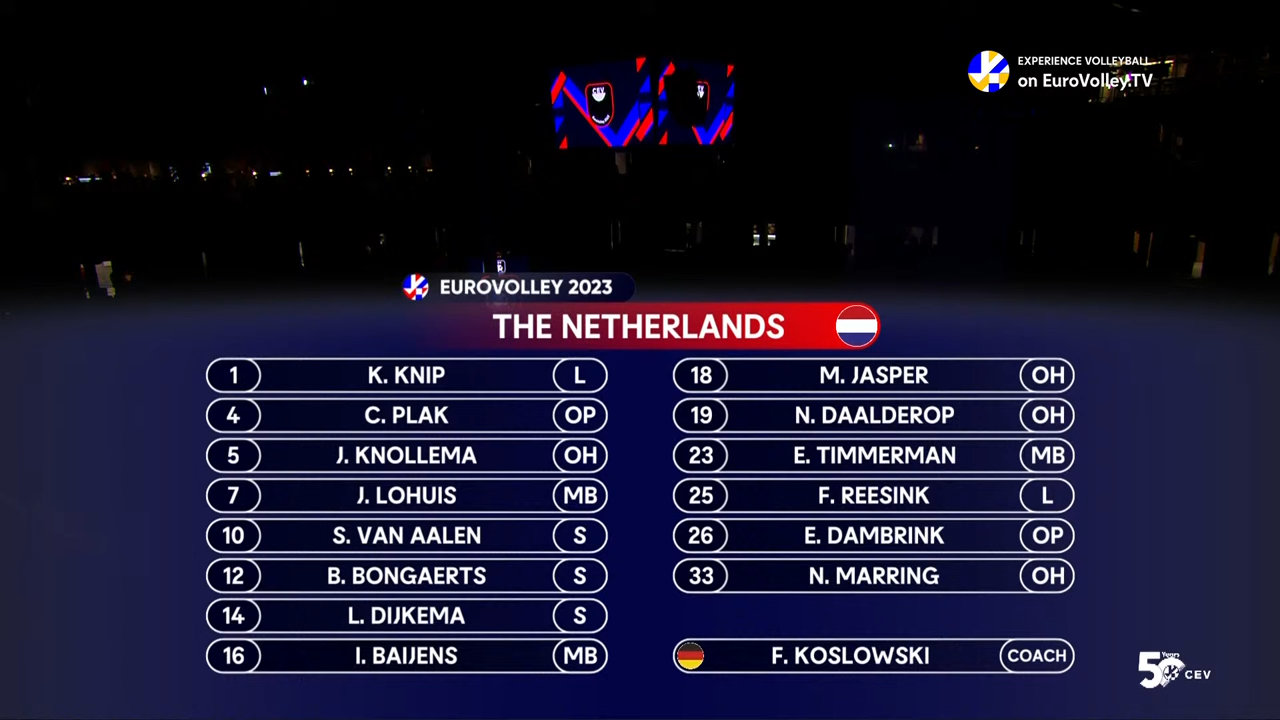 EXPERIENCE VOLLEYBALL
on EuroVolley.TV
CEV
EUROVOLLEY 2023
THE NETHERLANDS
1 K. KNIP L
4 C. PLAK OP
5 J. KNOLLEMA OH
7 J. LOHUIS MB
10 S. VAN AALEN S
12 B. BONGAERTS S
14 L. DIJKEMA S
16 I. BAIJENS MB
18 M. JASPER OH
19 N. DAALDEROP OH
23 E. TIMMERMAN MB
25 F. REESINK L
26 E. DAMBRINK OP
33 N. MARRING OH
F. KOSLOWSKI COACH
50 Years CEV